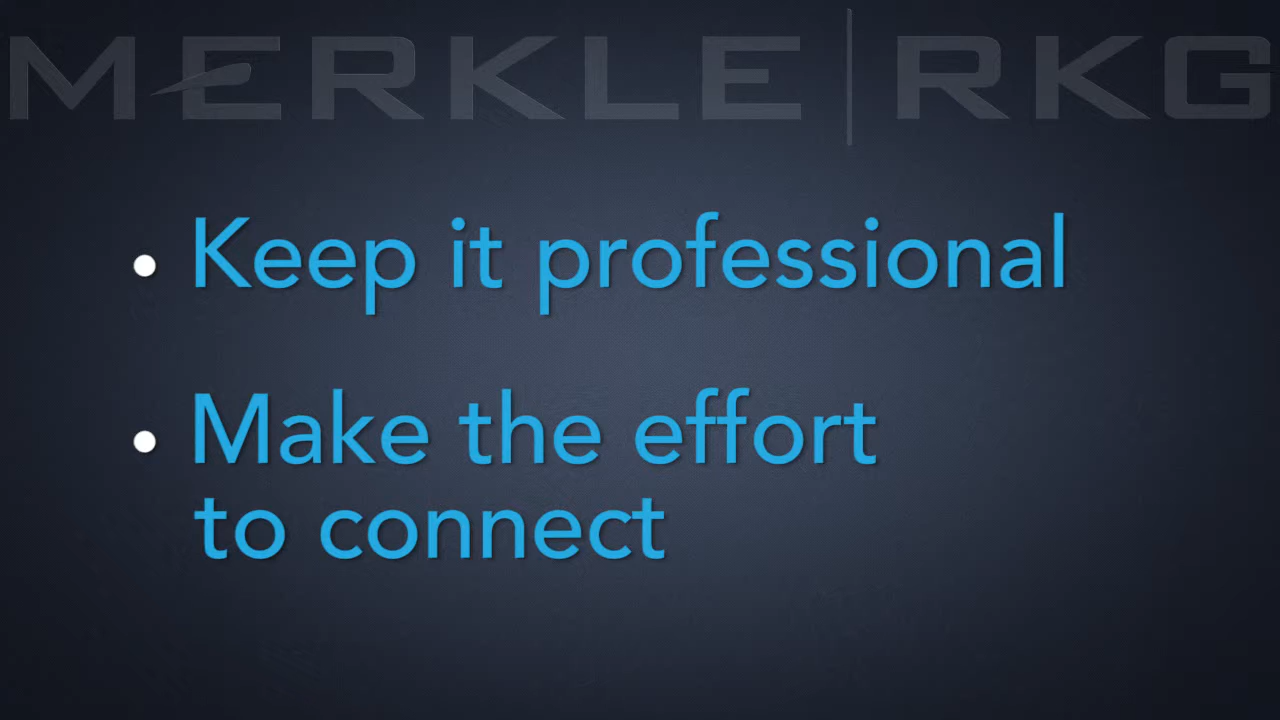 MERKLE | RKG
• Keep it professional
• Make the effort
to connect